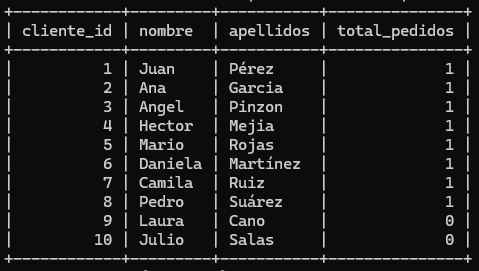 cliente_id | nombre | apellidos | total_pedidos
1 | Juan | Pérez | 1
2 | Ana | Garcia | 1
3 | Angel | Pinzon | 1
4 | Hector | Mejia | 1
5 | Mario | Rojas | 1
6 | Daniela | Martínez | 1
7 | Camila | Ruiz | 1
8 | Pedro | Suárez | 1
9 | Laura | Cano | 0
10 | Julio | Salas | 0